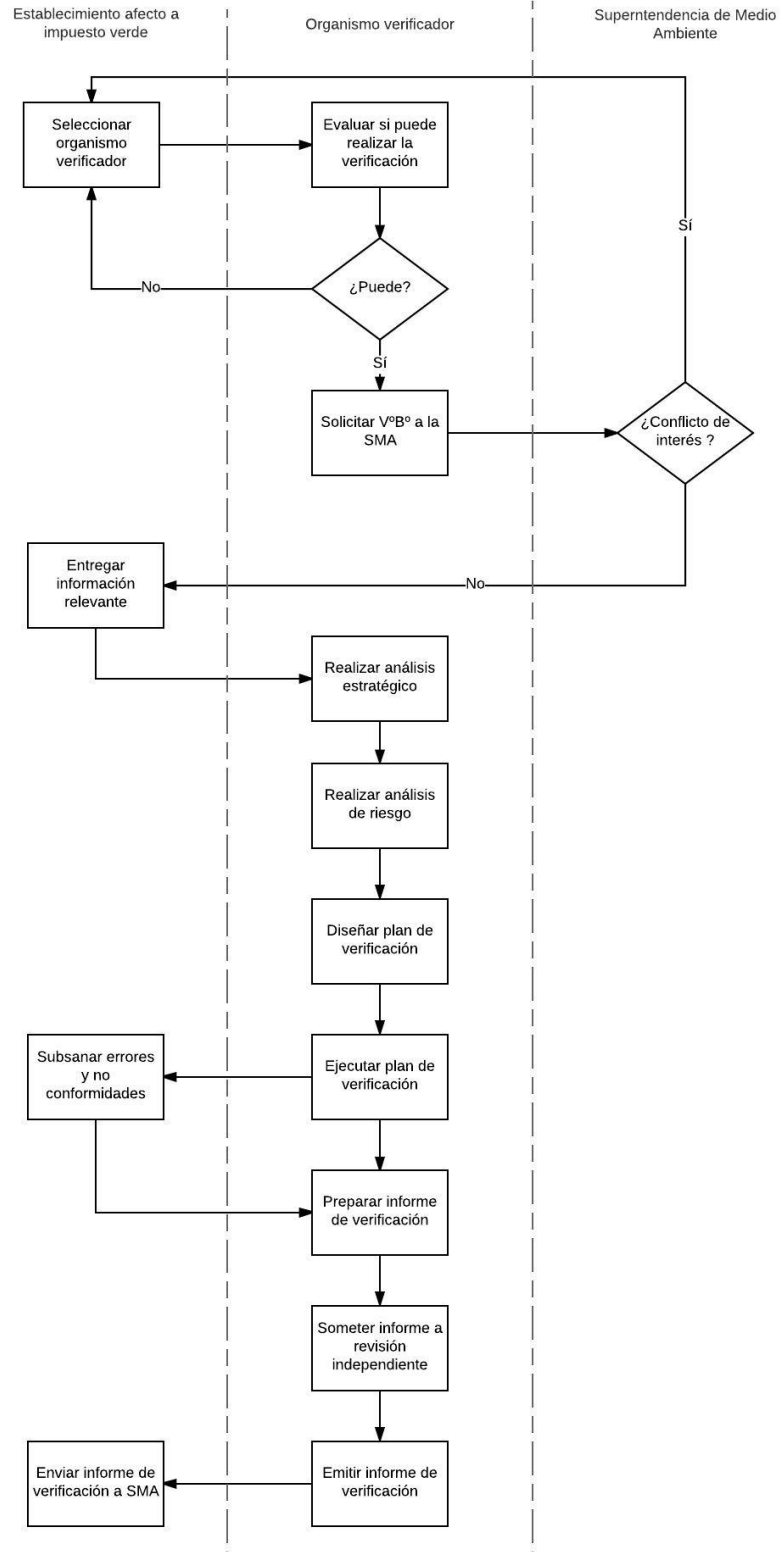 Establecimiento afecto a
impuesto verde
Organismo verificador
Superntendencia de Medio
Ambiente
Seleccionar
organismo
verificador
Evaluar si puede
realizar la
verificación
Sí
¿Puede?
No
Sí
Solicitar VºBº a la
SMA
¿Conflicto de
interés ?
Entregar
información
relevante
No
Realizar análisis
estratégico
Realizar análisis
de riesgo
Diseñar plan de
verificación
Subsanar errores
y no
conformidades
Ejecutar plan de
verificación
Preparar informe
de verificación
Someter informe a
revisión
independiente
Enviar informe de
verificación a SMA
Emitir informe de
verificación